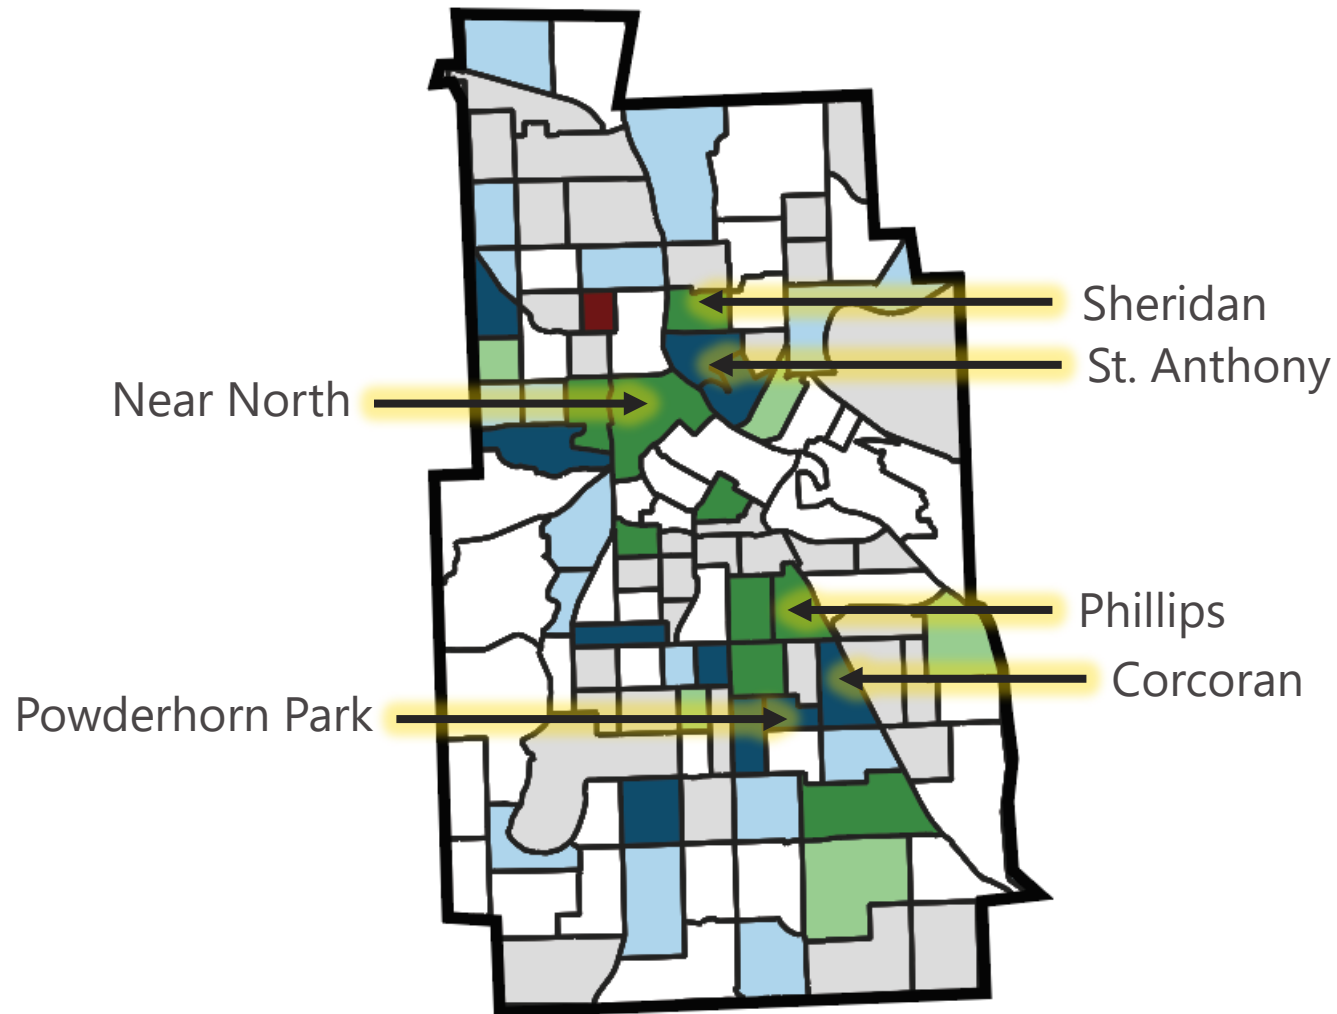 Sheridan
St. Anthony
Near North
Phillips
Corcoran
Powderhorn Park